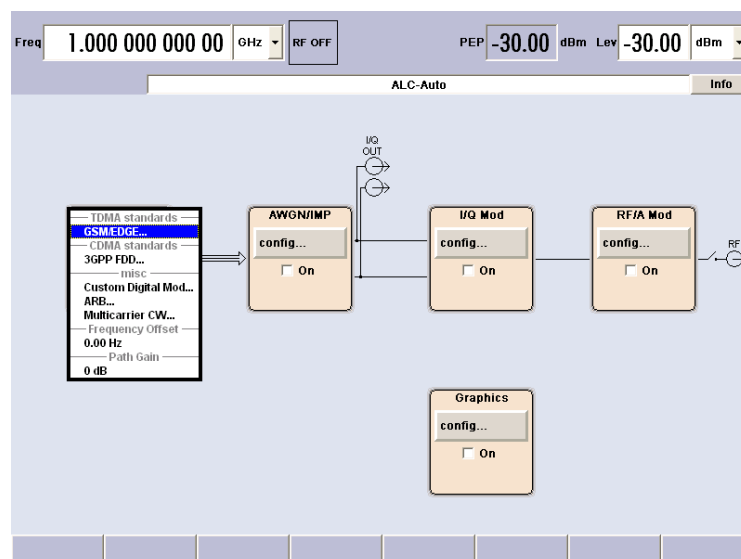 Freq 1.000 000 000 00 GHz RF OFF PEP -30.00 dBm Lev -30.00 dBm
ALC-Auto Info
I/Q
OUT
TDMA standards
GSM/EDGE...
CDMA standards
3GPP FDD...
misc
Custom Digital Mod...
ARB...
Multicarrier CW...
Frequency Offset
0.00 Hz
Path Gain
0 dB
AWGN/IMP
config...
On
I/Q Mod
config...
On
RF/A Mod
config...
On
RF
Graphics
config...
On